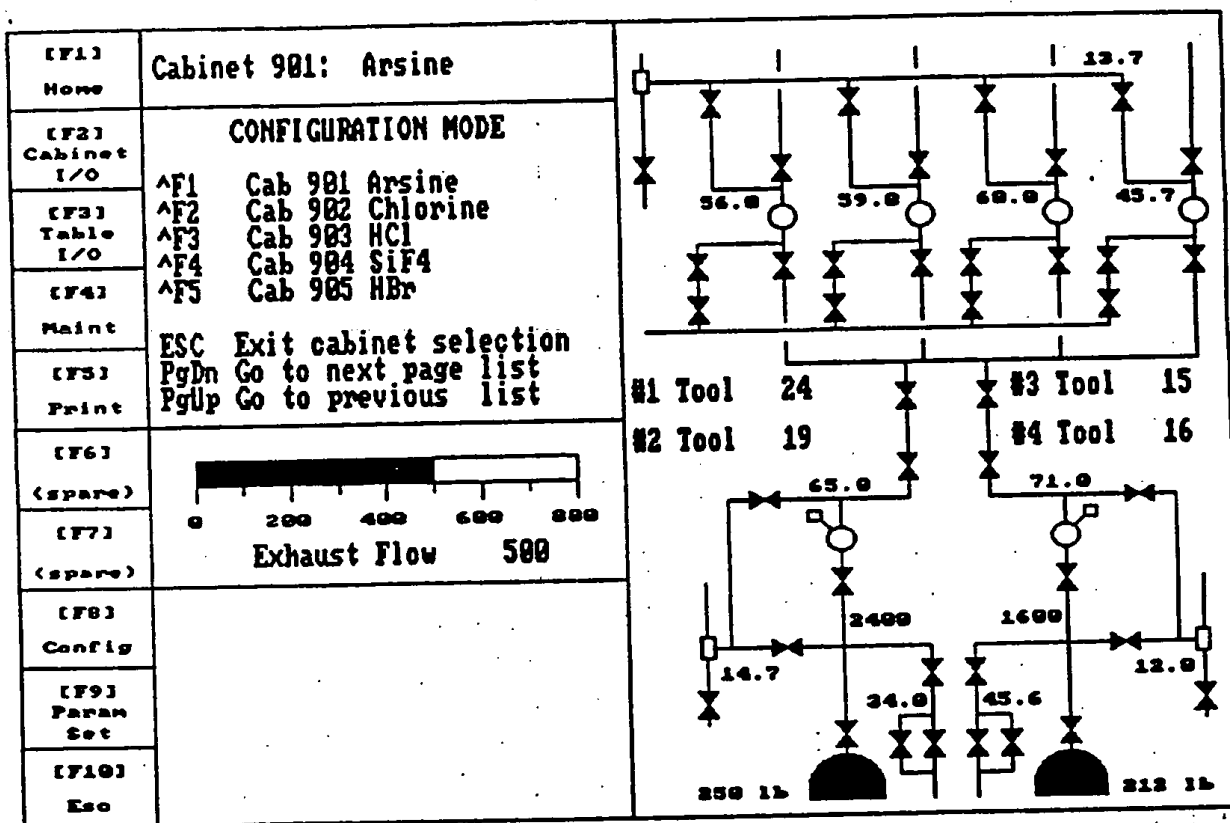 [F1]
Home
[F2]
Cabinet
I/O
[F3]
Table
I/O
[F4]
Maint
[F5]
Print
[F6]
(spare)
[F7]
(spare)
[F8]
Config
[F9]
Param
Set
[F10]
Esc
Cabinet 901: Arsine
CONFIGURATION MODE
^F1 Cab 901 Arsine
^F2 Cab 902 Chlorine
^F3 Cab 903 HCl
^F4 Cab 904 SiF4
^F5 Cab 905 HBr
ESC Exit cabinet selection
PgDn Go to next page list
PgUp Go to previous list
0 200 400 600 800
Exhaust Flow 500
13.7
56.0 59.0 60.0 45.7
#1 Tool 24 #3 Tool 15
#2 Tool 19 #4 Tool 16
65.0 71.0
2400 1600
14.7 12.0
34.0 45.6
250 lb 212 lb